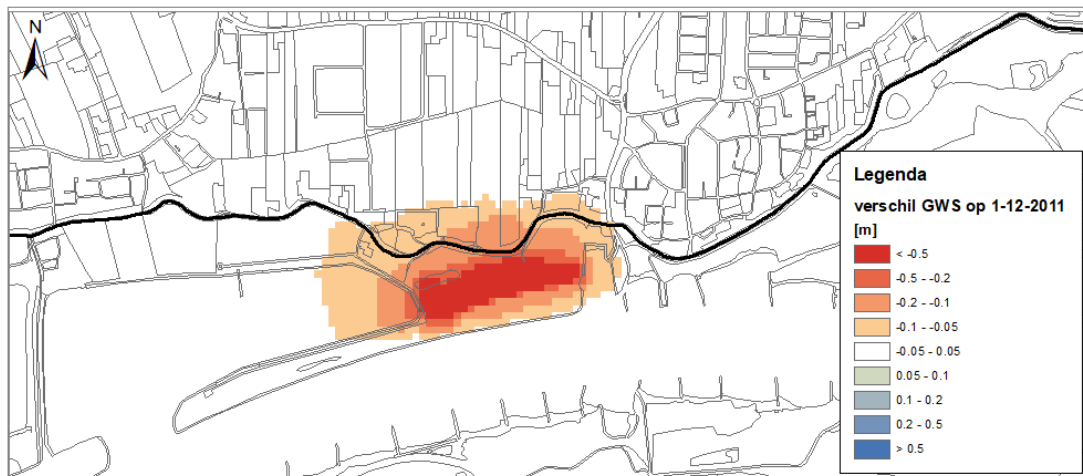 N
Legenda
verschil GWS op 1-12-2011
[m]
< -0.5
-0.5 - -0.2
-0.2 - -0.1
-0.1 - -0.05
-0.05 - 0.05
0.05 - 0.1
0.1 - 0.2
0.2 - 0.5
> 0.5